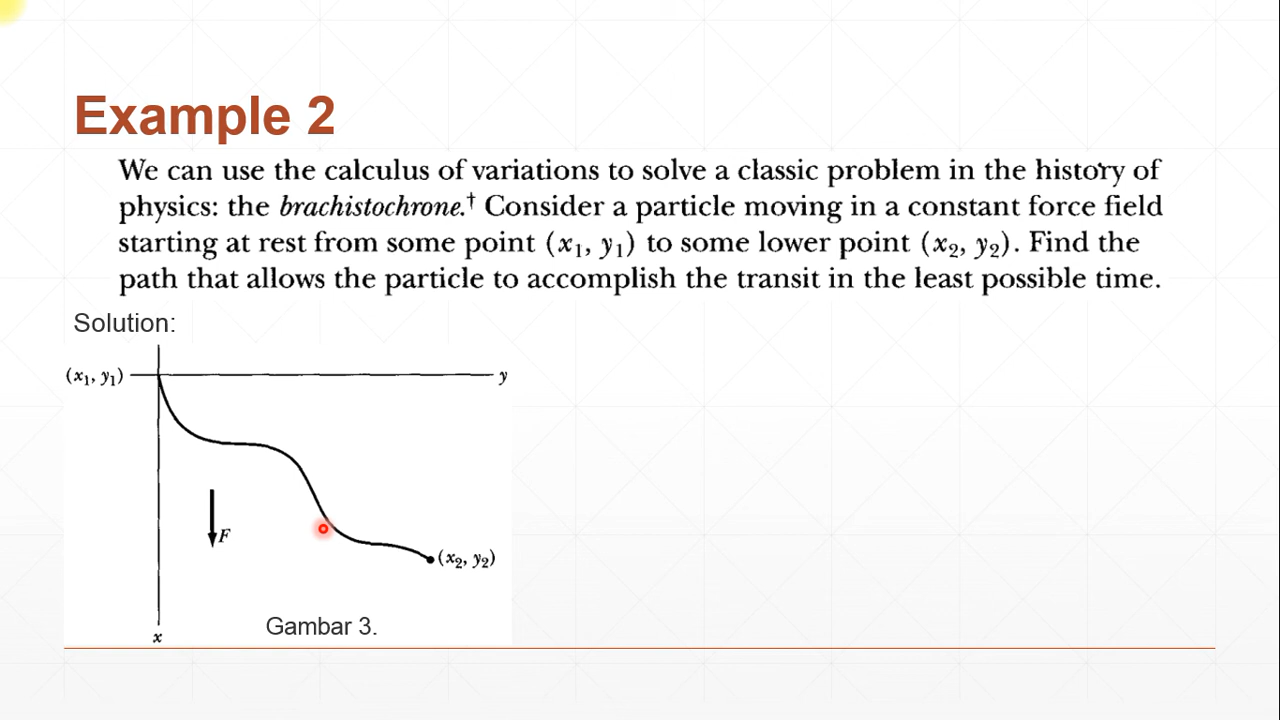 Example 2
We can use the calculus of variations to solve a classic problem in the history of
physics: the brachistochrone.† Consider a particle moving in a constant force field
starting at rest from some point (x₁, y₁) to some lower point (x₂, y₂). Find the
path that allows the particle to accomplish the transit in the least possible time.
Solution:
(x₁, y₁)
y
F
(x₂, y₂)
Gambar 3.
x